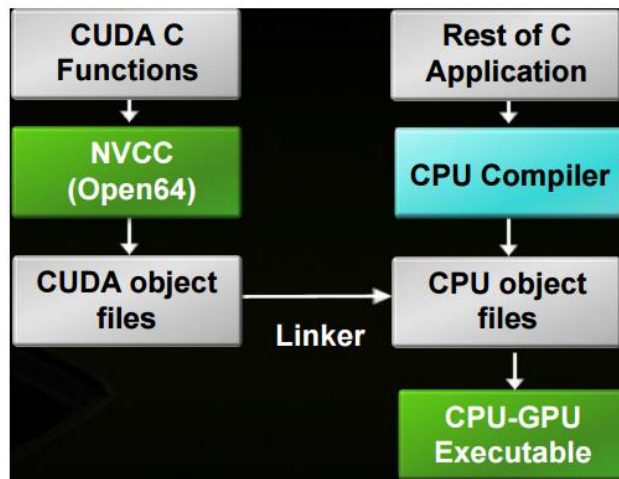 CUDA C
Functions
Rest of C
Application
NVCC
(Open64)
CPU Compiler
CUDA object
files
Linker
CPU object
files
CPU-GPU
Executable